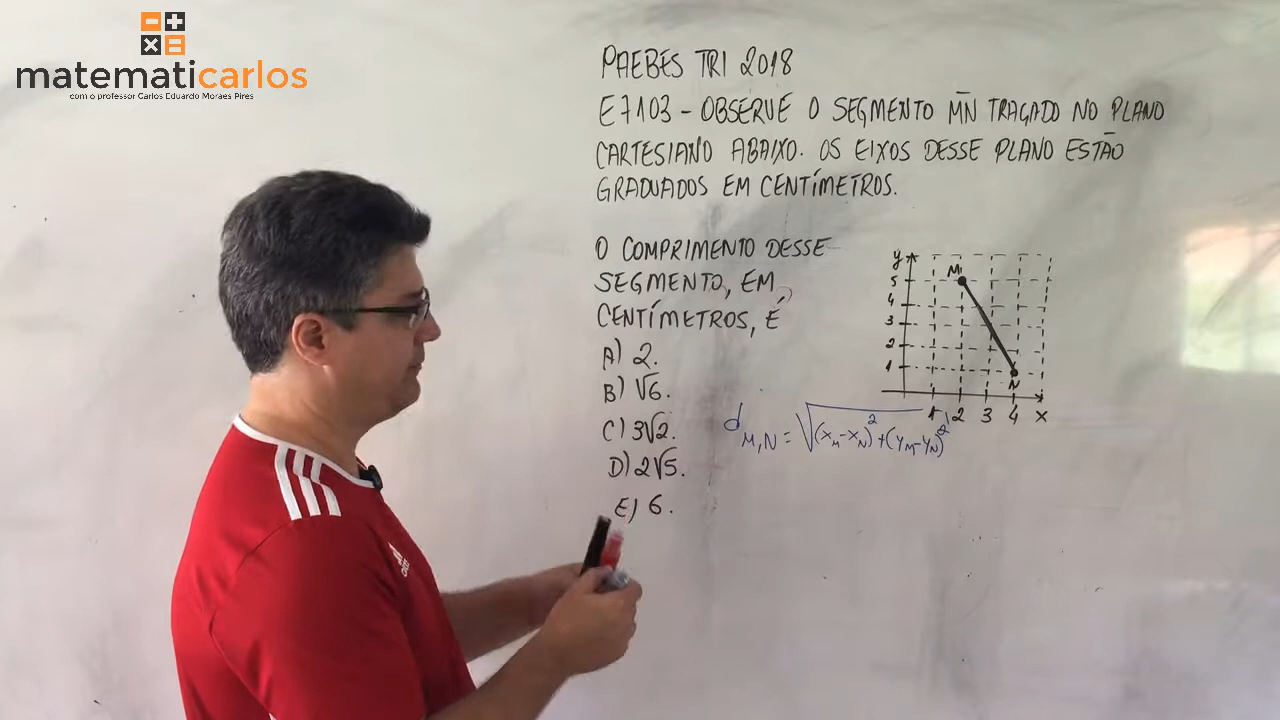 matematicarlos
com o professor Carlos Eduardo Moraes Pires
PAEBES TRI 2018
E7103 - OBSERVE O SEGMENTO M̅N̅ TRAÇADO NO PLANO
CARTESIANO ABAIXO. OS EIXOS DESSE PLANO ESTÃO
GRADUADOS EM CENTÍMETROS.
O COMPRIMENTO DESSE
SEGMENTO, EM
CENTÍMETROS, É
A) 2.
B) √6.
C) 3√2.
D) 2√5.
E) 6.
y
M
5
4
3
2
1
N
1 2 3 4 x
d M,N = √(x_M - x_N)² + (y_M - y_N)²